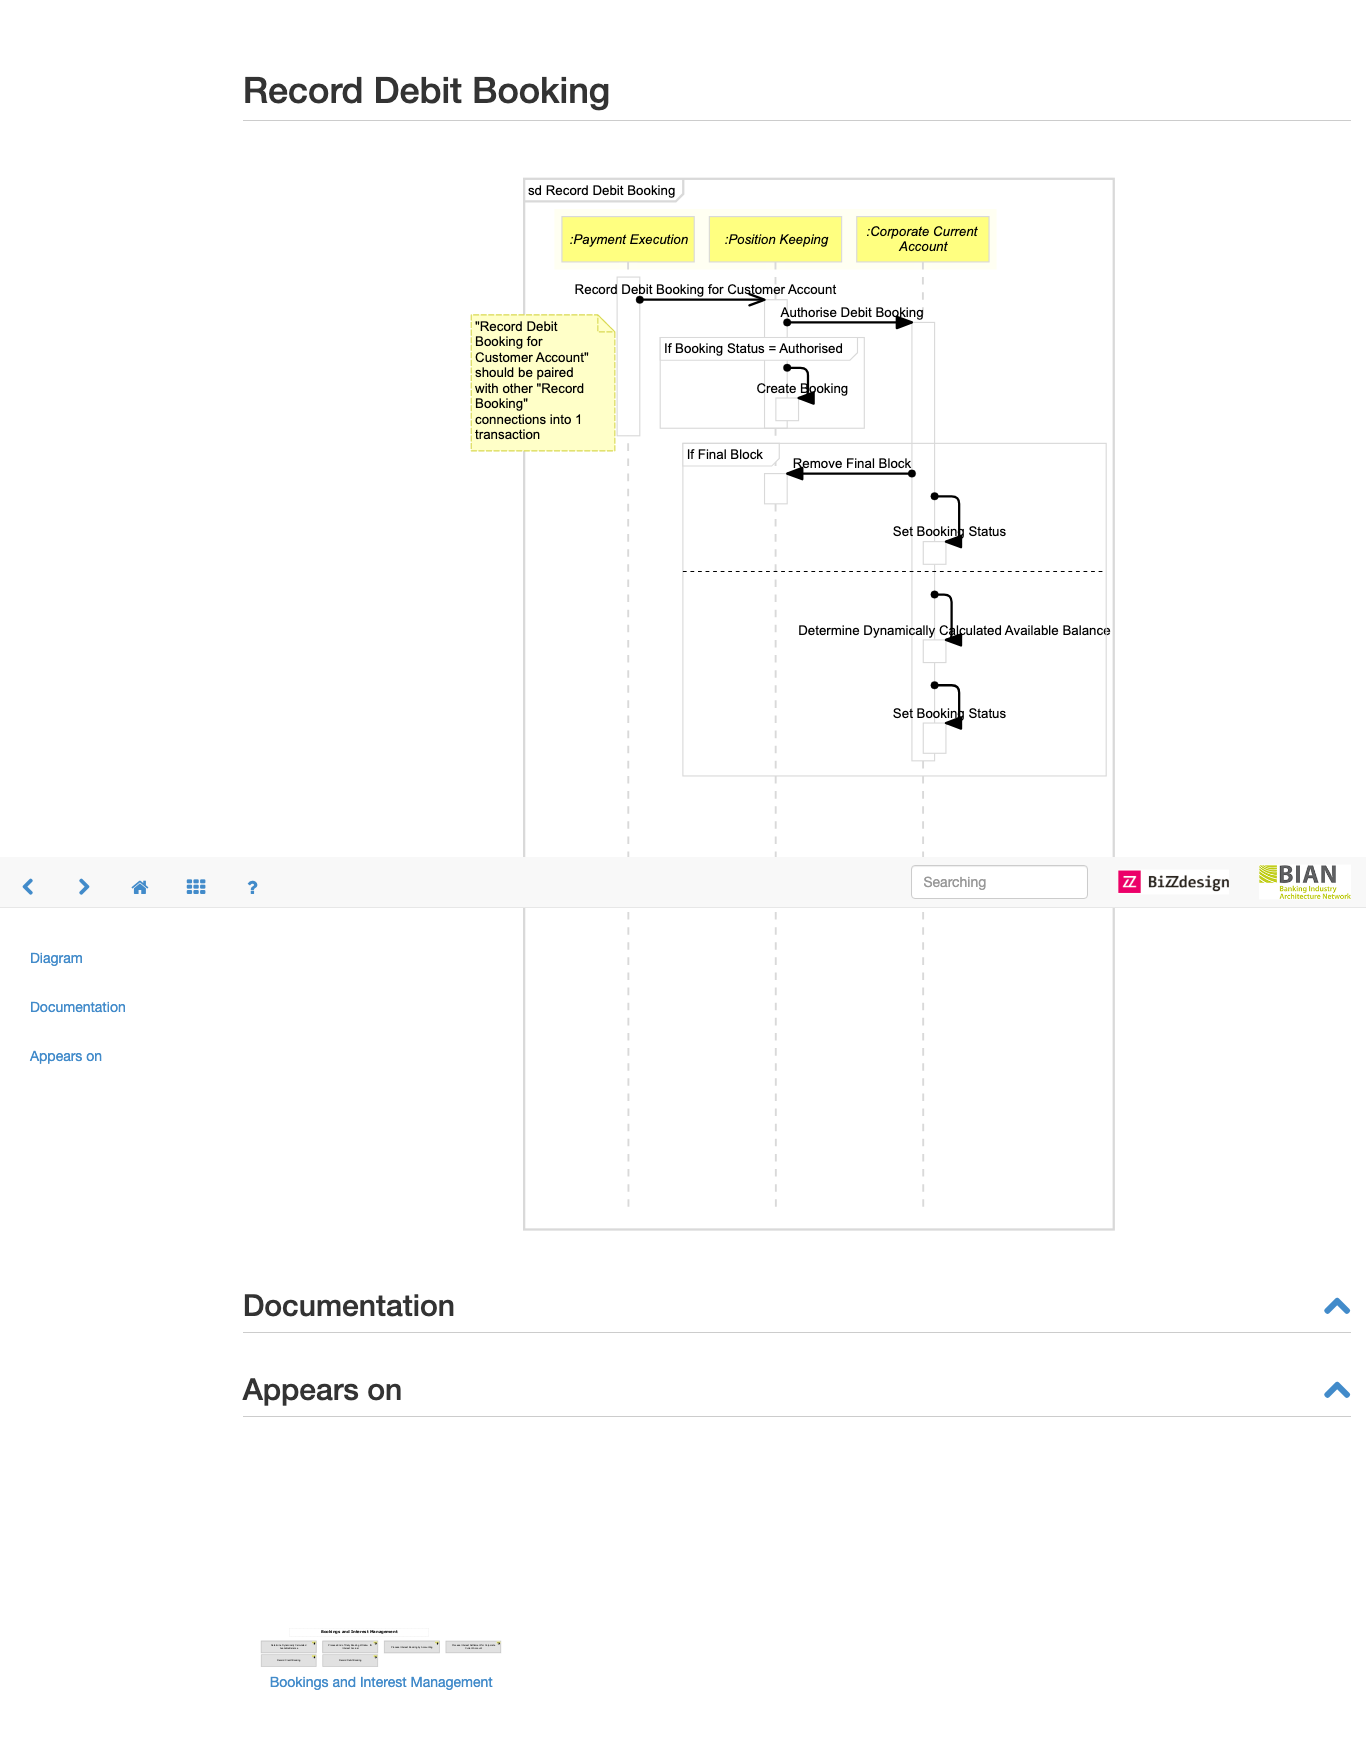 Record Debit Booking
sd Record Debit Booking
:Payment Execution
:Position Keeping
:Corporate Current
Account
Record Debit Booking for Customer Account
Authorise Debit Booking
"Record Debit
Booking for
Customer Account"
should be paired
with other "Record
Booking"
connections into 1
transaction
If Booking Status = Authorised
Create Booking
If Final Block
Remove Final Block
Set Booking Status
Determine Dynamically Calculated Available Balance
Set Booking Status
?
Searching
BiZZdesign
BIAN
Banking Industry
Architecture Network
Diagram
Documentation
Appears on
Documentation
Appears on
Bookings and Interest Management
Bookings and Interest Management